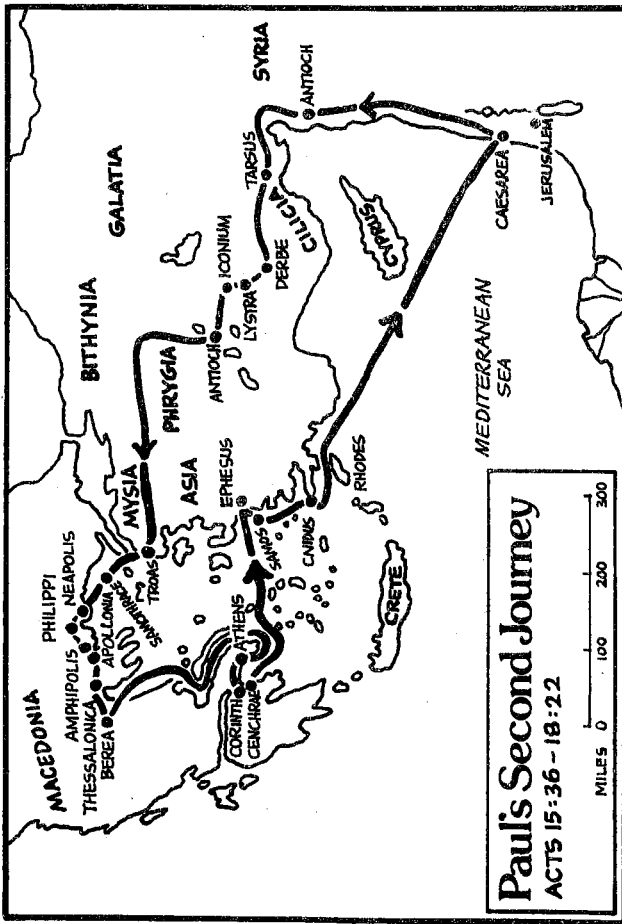 MACEDONIA
PHILIPPI
NEAPOLIS
AMPHIPOLIS
APOLLONIA
THESSALONICA
BEREA
SAMOTHRACE
TROAS
MYSIA
BITHYNIA
GALATIA
PHRYGIA
ASIA
ANTIOCH
ICONIUM
LYSTRA
DERBE
CILICIA
TARSUS
SYRIA
ANTIOCH
EPHESUS
SAMOS
CNIDUS
RHODES
ATHENS
CORINTH
CENCHRAE
CRETE
CYPRUS
MEDITERRANEAN
SEA
CAESAREA
JERUSALEM
Paul's Second Journey
ACTS 15:36-18:22
MILES 0 100 200 300